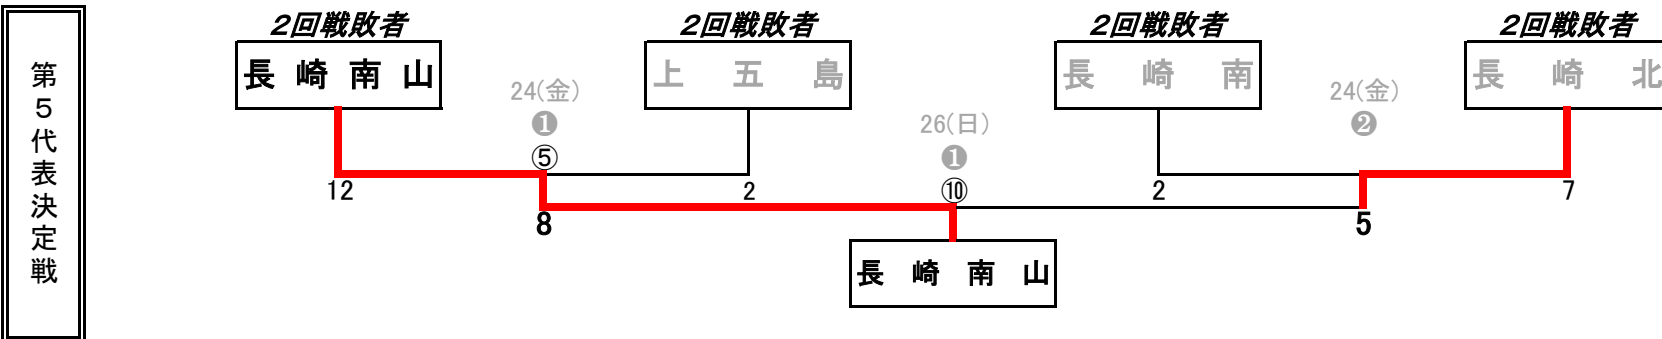 第5代表決定戦
2回戦敗者 2回戦敗者 2回戦敗者 2回戦敗者
長崎南山 上五島 長崎南 長崎北
24(金) 24(金)
❶ 26(日) ❷
⑤ ❶
12 2 ⑩ 2 7
8 5
長崎南山